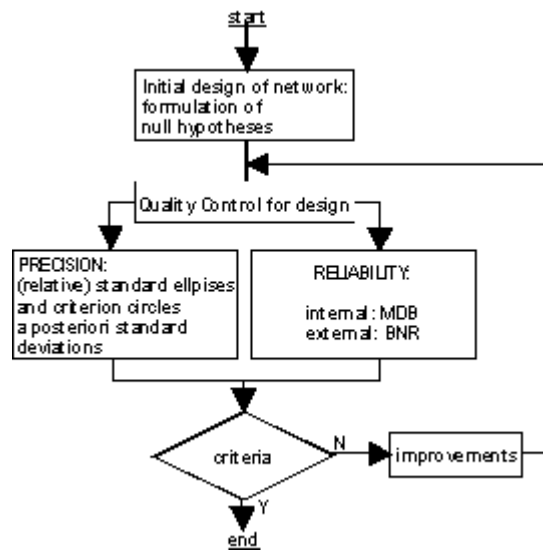 start
Initial design of network:
formulation of
null hypotheses
Quality Control for design
PRECISION:
(relative) standard ellpises
and criterion circles
a posteriori standard
deviations
RELIABILITY:
internal: MDB
external: BNR
criteria
N
improvements
Y
end